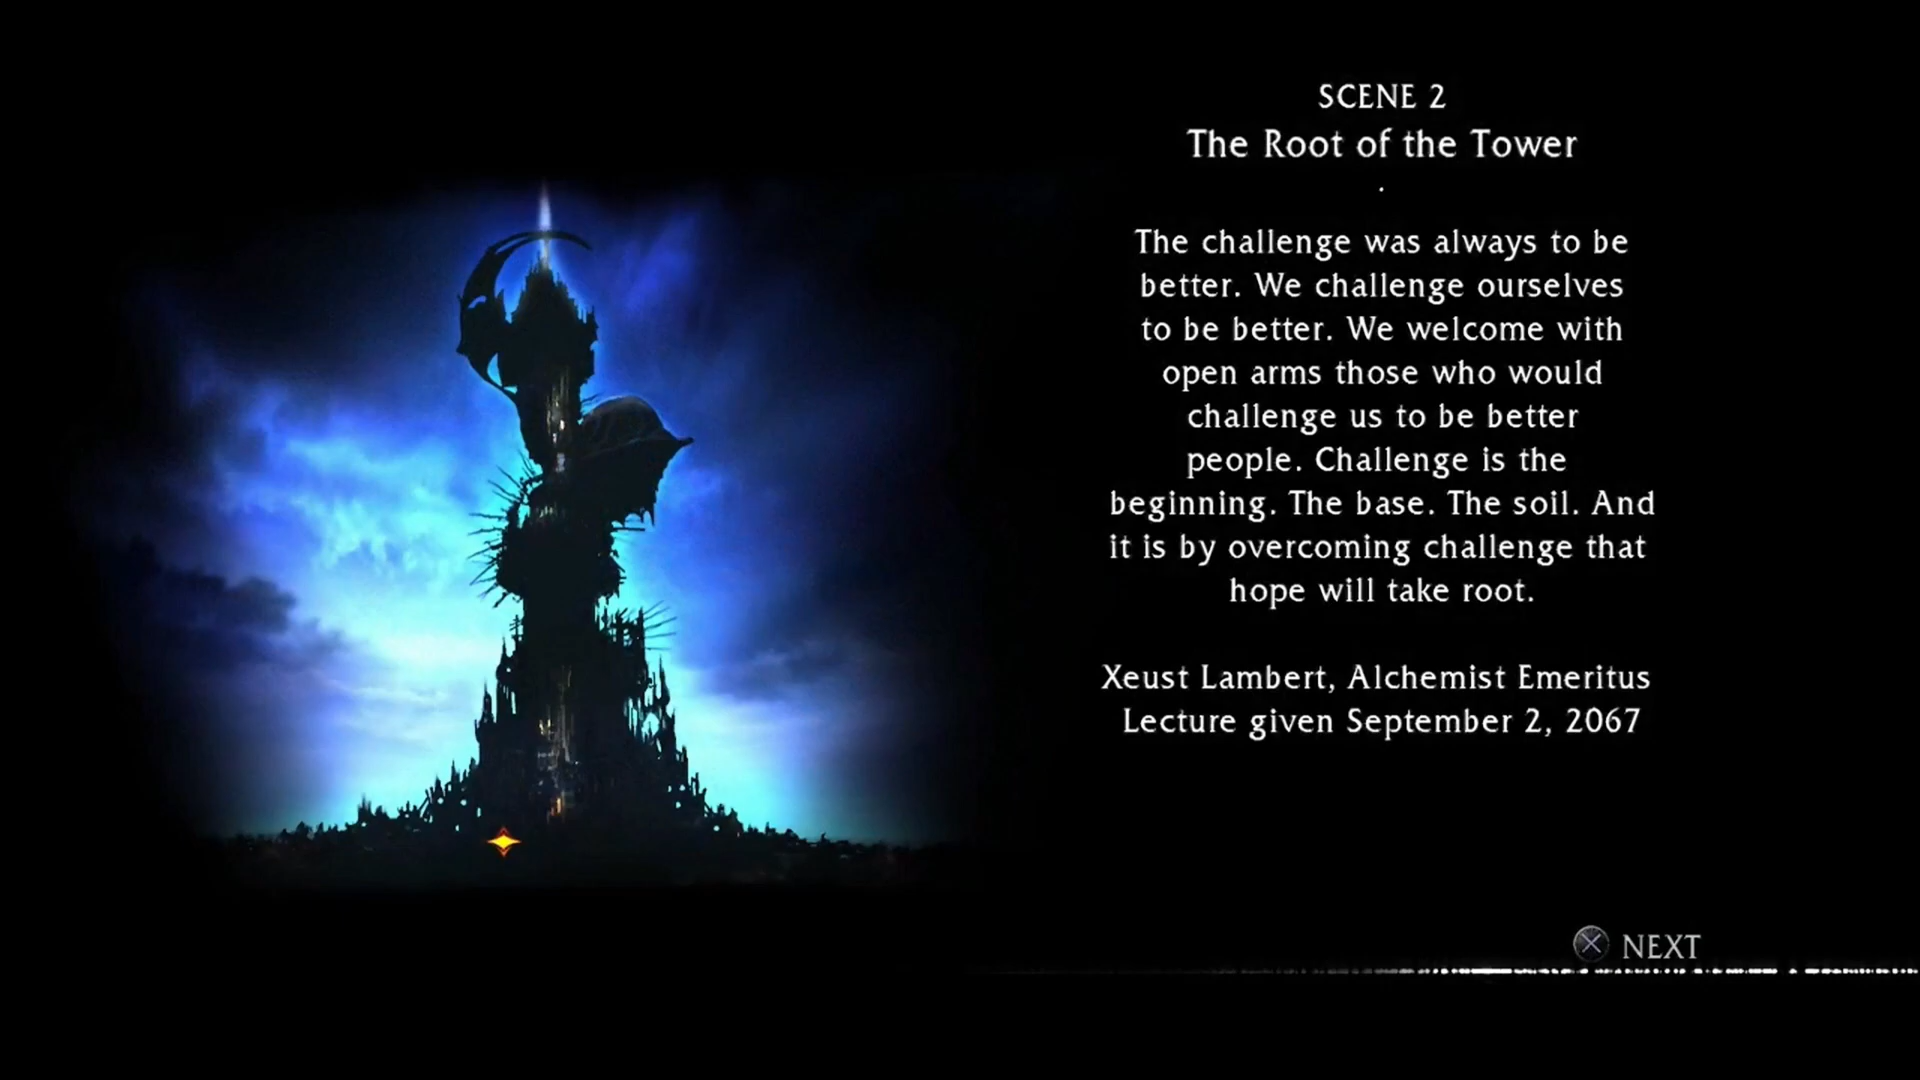 SCENE 2
The Root of the Tower
The challenge was always to be
better. We challenge ourselves
to be better. We welcome with
open arms those who would
challenge us to be better
people. Challenge is the
beginning. The base. The soil. And
it is by overcoming challenge that
hope will take root.
Xeust Lambert, Alchemist Emeritus
Lecture given September 2, 2067
NEXT